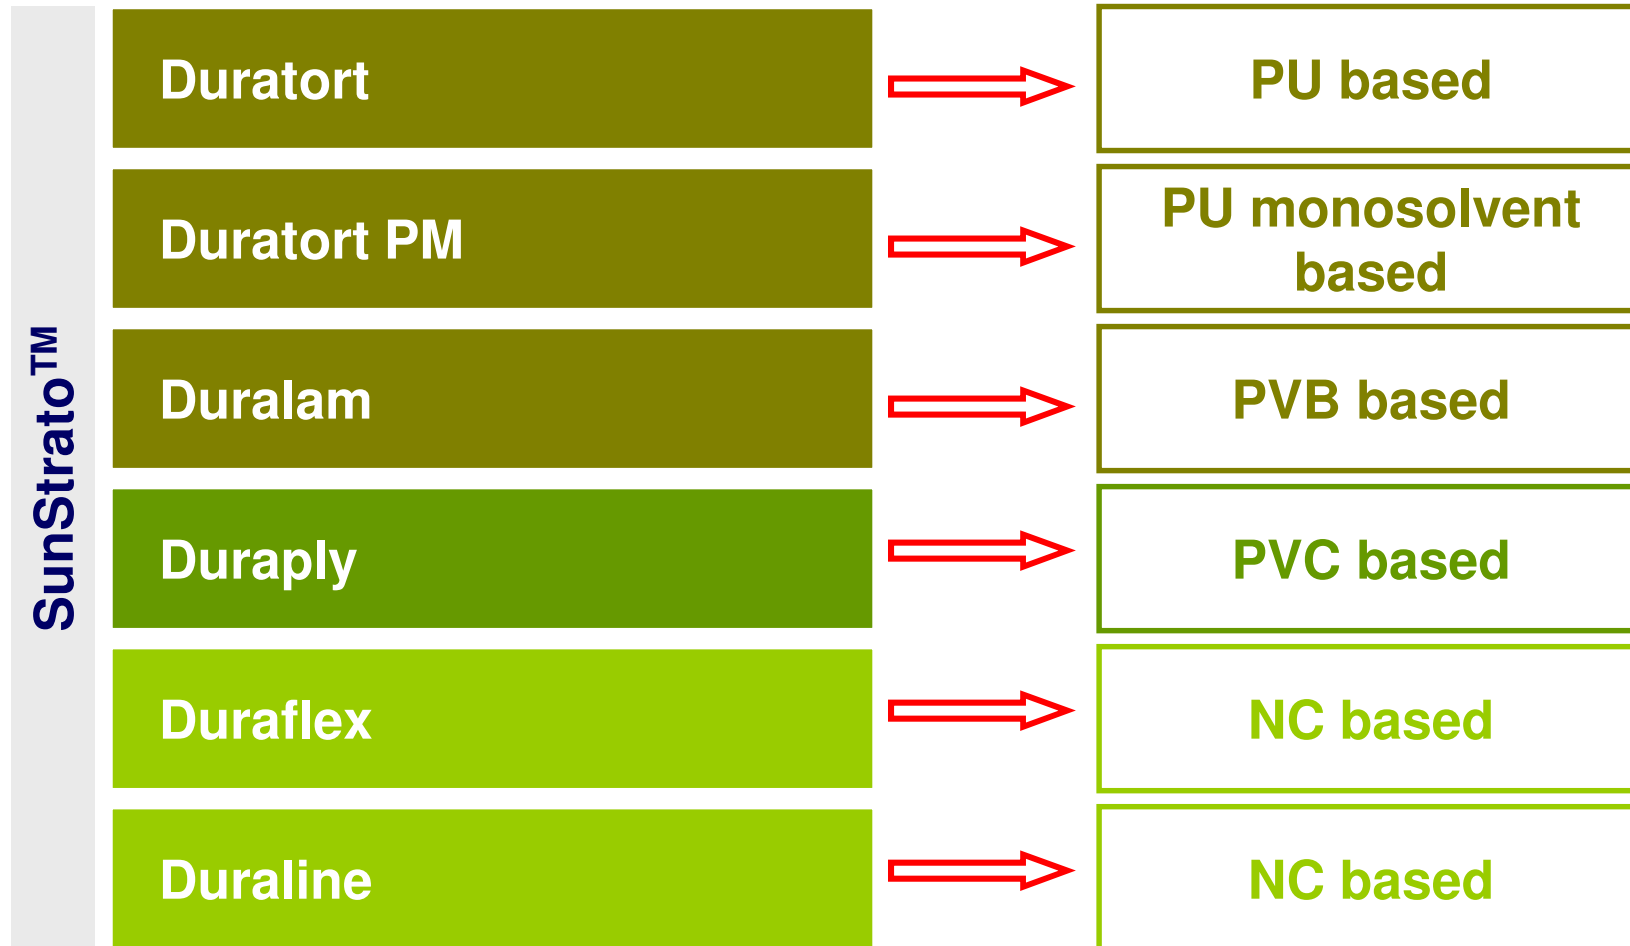 SunStrato™
Duratort
PU based
Duratort PM
PU monosolvent
based
Duralam
PVB based
Duraply
PVC based
Duraflex
NC based
Duraline
NC based